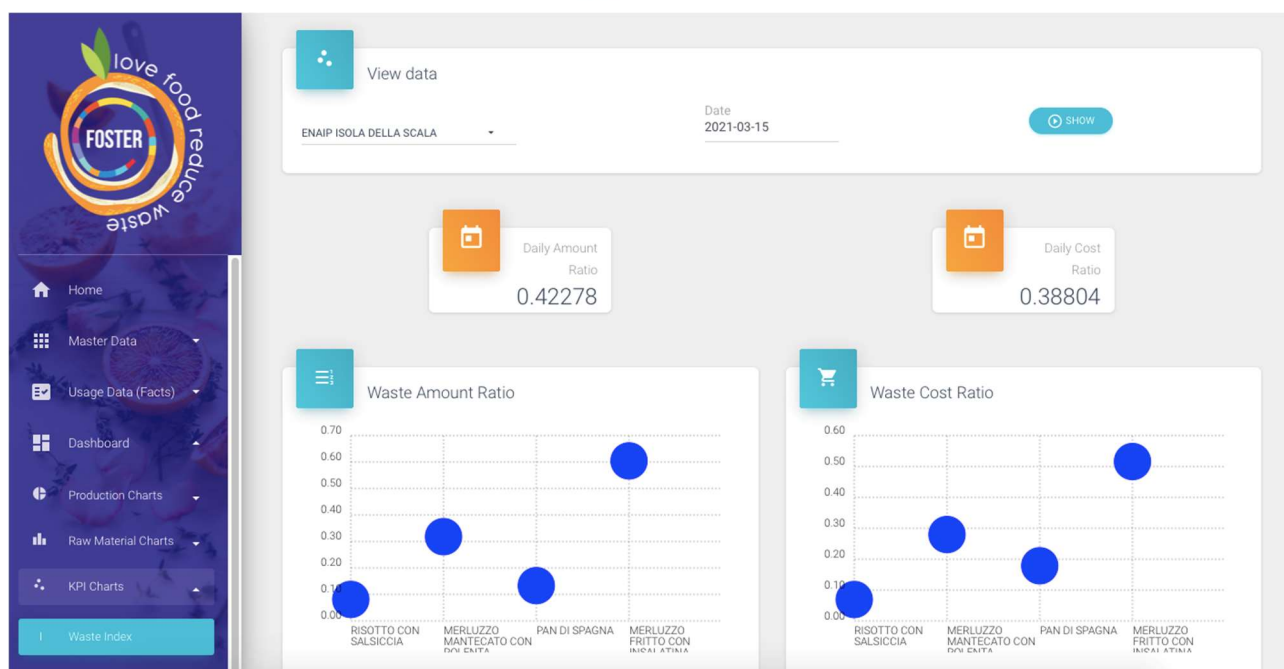 love food reduce waste
FOSTER
Home
Master Data
Usage Data (Facts)
Dashboard
Production Charts
Raw Material Charts
KPI Charts
I Waste Index
View data
ENAIP ISOLA DELLA SCALA
Date
2021-03-15
SHOW
Daily Amount
Ratio
0.42278
Daily Cost
Ratio
0.38804
Waste Amount Ratio
0.70
0.60
0.50
0.40
0.30
0.20
0.10
0.00
RISOTTO CON
SALSICCIA
MERLUZZO
MANTECATO CON
POLENTA
PAN DI SPAGNA
MERLUZZO
FRITTO CON
INSALATINA
Waste Cost Ratio
0.60
0.50
0.40
0.30
0.20
0.10
0.00
RISOTTO CON
SALSICCIA
MERLUZZO
MANTECATO CON
POLENTA
PAN DI SPAGNA
MERLUZZO
FRITTO CON
INSALATINA